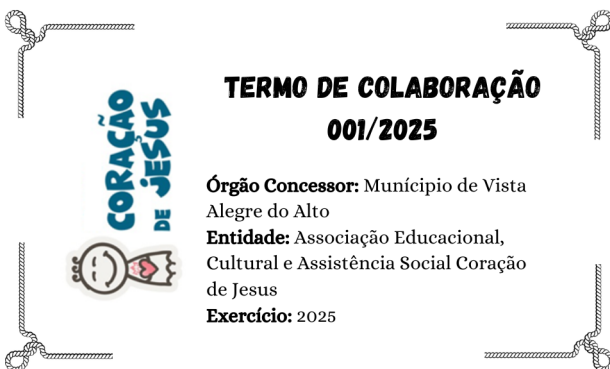 CORAÇÃO
DE JESUS
TERMO DE COLABORAÇÃO
001/2025
Órgão Concessor: Munícipio de Vista
Alegre do Alto
Entidade: Associação Educacional,
Cultural e Assistência Social Coração
de Jesus
Exercício: 2025